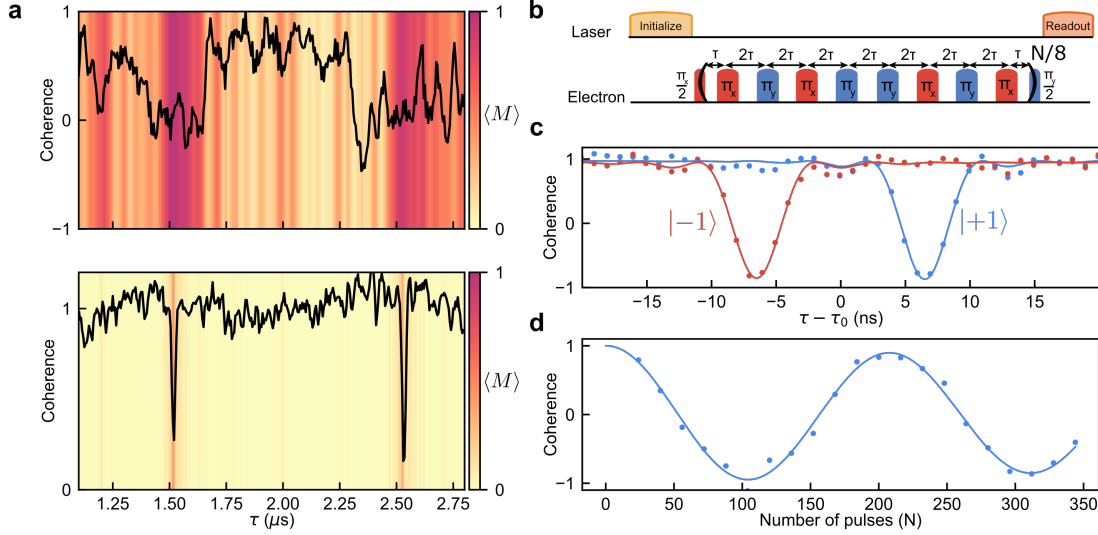 a
1
0
−1
Coherence
1
0
⟨M⟩
1
0
Coherence
1
0
⟨M⟩
1.25 1.50 1.75 2.00 2.25 2.50 2.75
τ (μs)
b
Laser
Initialize
Readout
τ 2τ 2τ 2τ 2τ 2τ 2τ 2τ τ N/8
Electron
π/2 x ( πx πy πx πy πy πx πy πx ) π/2 y
c
1
0
−1
Coherence
|−1⟩
|+1⟩
−15 −10 −5 0 5 10 15
τ − τ0 (ns)
d
1
0
−1
Coherence
0 50 100 150 200 250 300 350
Number of pulses (N)